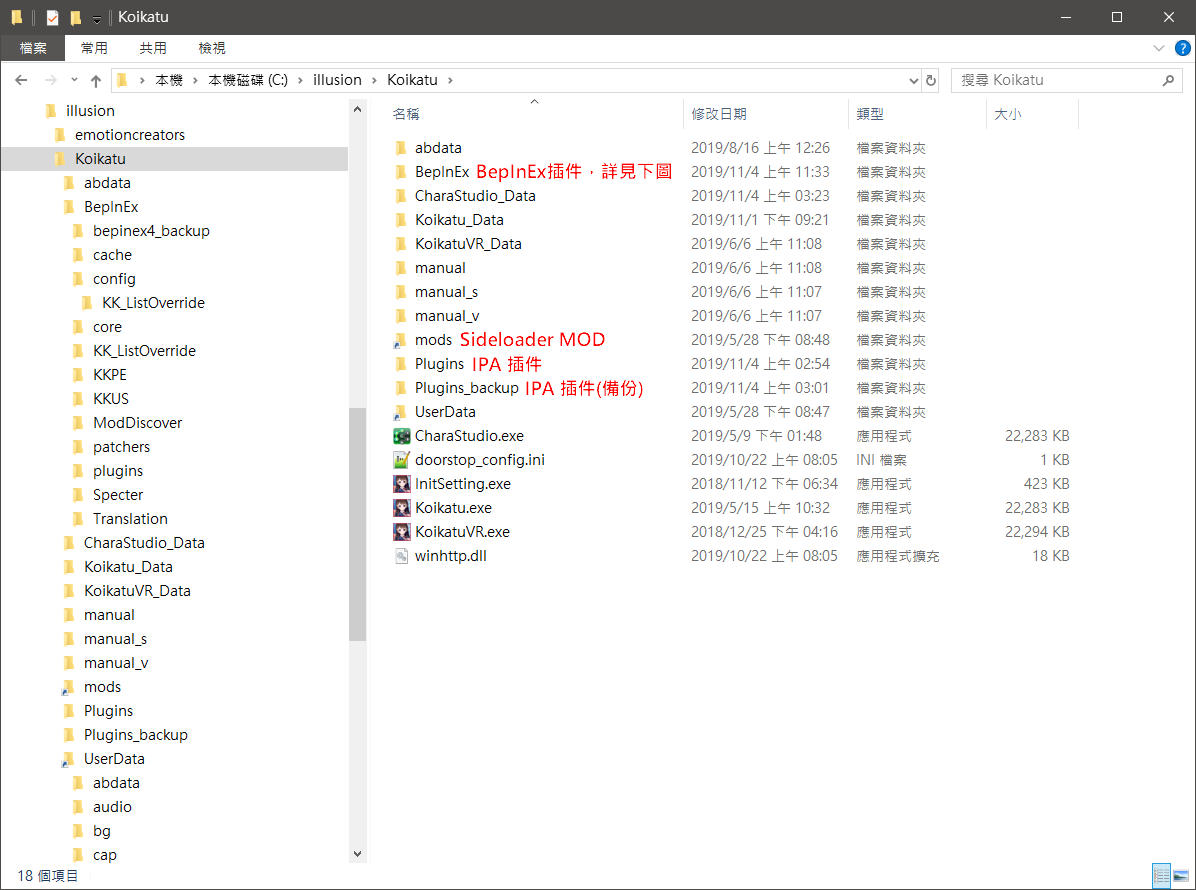 Koikatu
檔案 常用 共用 檢視 ?
本機 本機磁碟 (C:) illusion Koikatu 搜尋 Koikatu
illusion
emotioncreators
Koikatu
abdata
BepInEx
bepinex4_backup
cache
config
KK_ListOverride
core
KK_ListOverride
KKPE
KKUS
ModDiscover
patchers
plugins
Specter
Translation
CharaStudio_Data
Koikatu_Data
KoikatuVR_Data
manual
manual_s
manual_v
mods
Plugins
Plugins_backup
UserData
abdata
audio
bg
cap
名稱 修改日期 類型 大小
abdata 2019/8/16 上午 12:26 檔案資料夾
BepInEx BepInEx插件，詳見下圖 2019/11/4 上午 11:33 檔案資料夾
CharaStudio_Data 2019/11/4 上午 03:23 檔案資料夾
Koikatu_Data 2019/11/1 下午 09:21 檔案資料夾
KoikatuVR_Data 2019/6/6 上午 11:08 檔案資料夾
manual 2019/6/6 上午 11:08 檔案資料夾
manual_s 2019/6/6 上午 11:07 檔案資料夾
manual_v 2019/6/6 上午 11:07 檔案資料夾
mods Sideloader MOD 2019/5/28 下午 08:48 檔案資料夾
Plugins IPA 插件 2019/11/4 上午 02:54 檔案資料夾
Plugins_backup IPA 插件(備份) 2019/11/4 上午 03:01 檔案資料夾
UserData 2019/5/28 下午 08:47 檔案資料夾
CharaStudio.exe 2019/5/9 下午 01:48 應用程式 22,283 KB
doorstop_config.ini 2019/10/22 上午 08:05 INI 檔案 1 KB
InitSetting.exe 2018/11/12 下午 06:34 應用程式 423 KB
Koikatu.exe 2019/5/15 上午 10:32 應用程式 22,283 KB
KoikatuVR.exe 2018/12/25 下午 04:16 應用程式 22,294 KB
winhttp.dll 2019/10/22 上午 08:05 應用程式擴充 18 KB
18 個項目